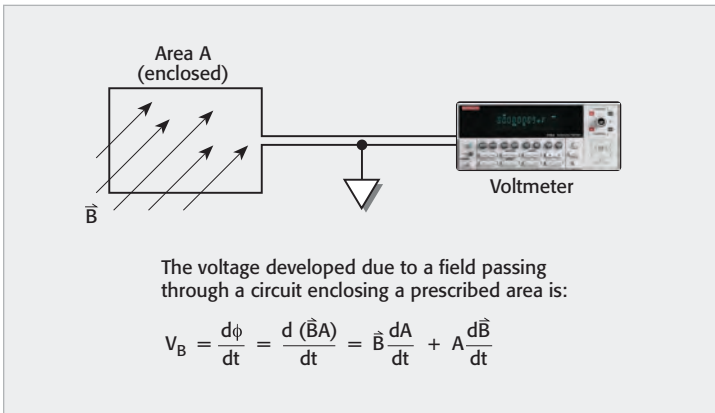 Area A
(enclosed)
B⃗
Voltmeter
The voltage developed due to a field passing
through a circuit enclosing a prescribed area is:
V_B = dϕ/dt = d (B⃗A)/dt = B⃗ dA/dt + A dB⃗/dt